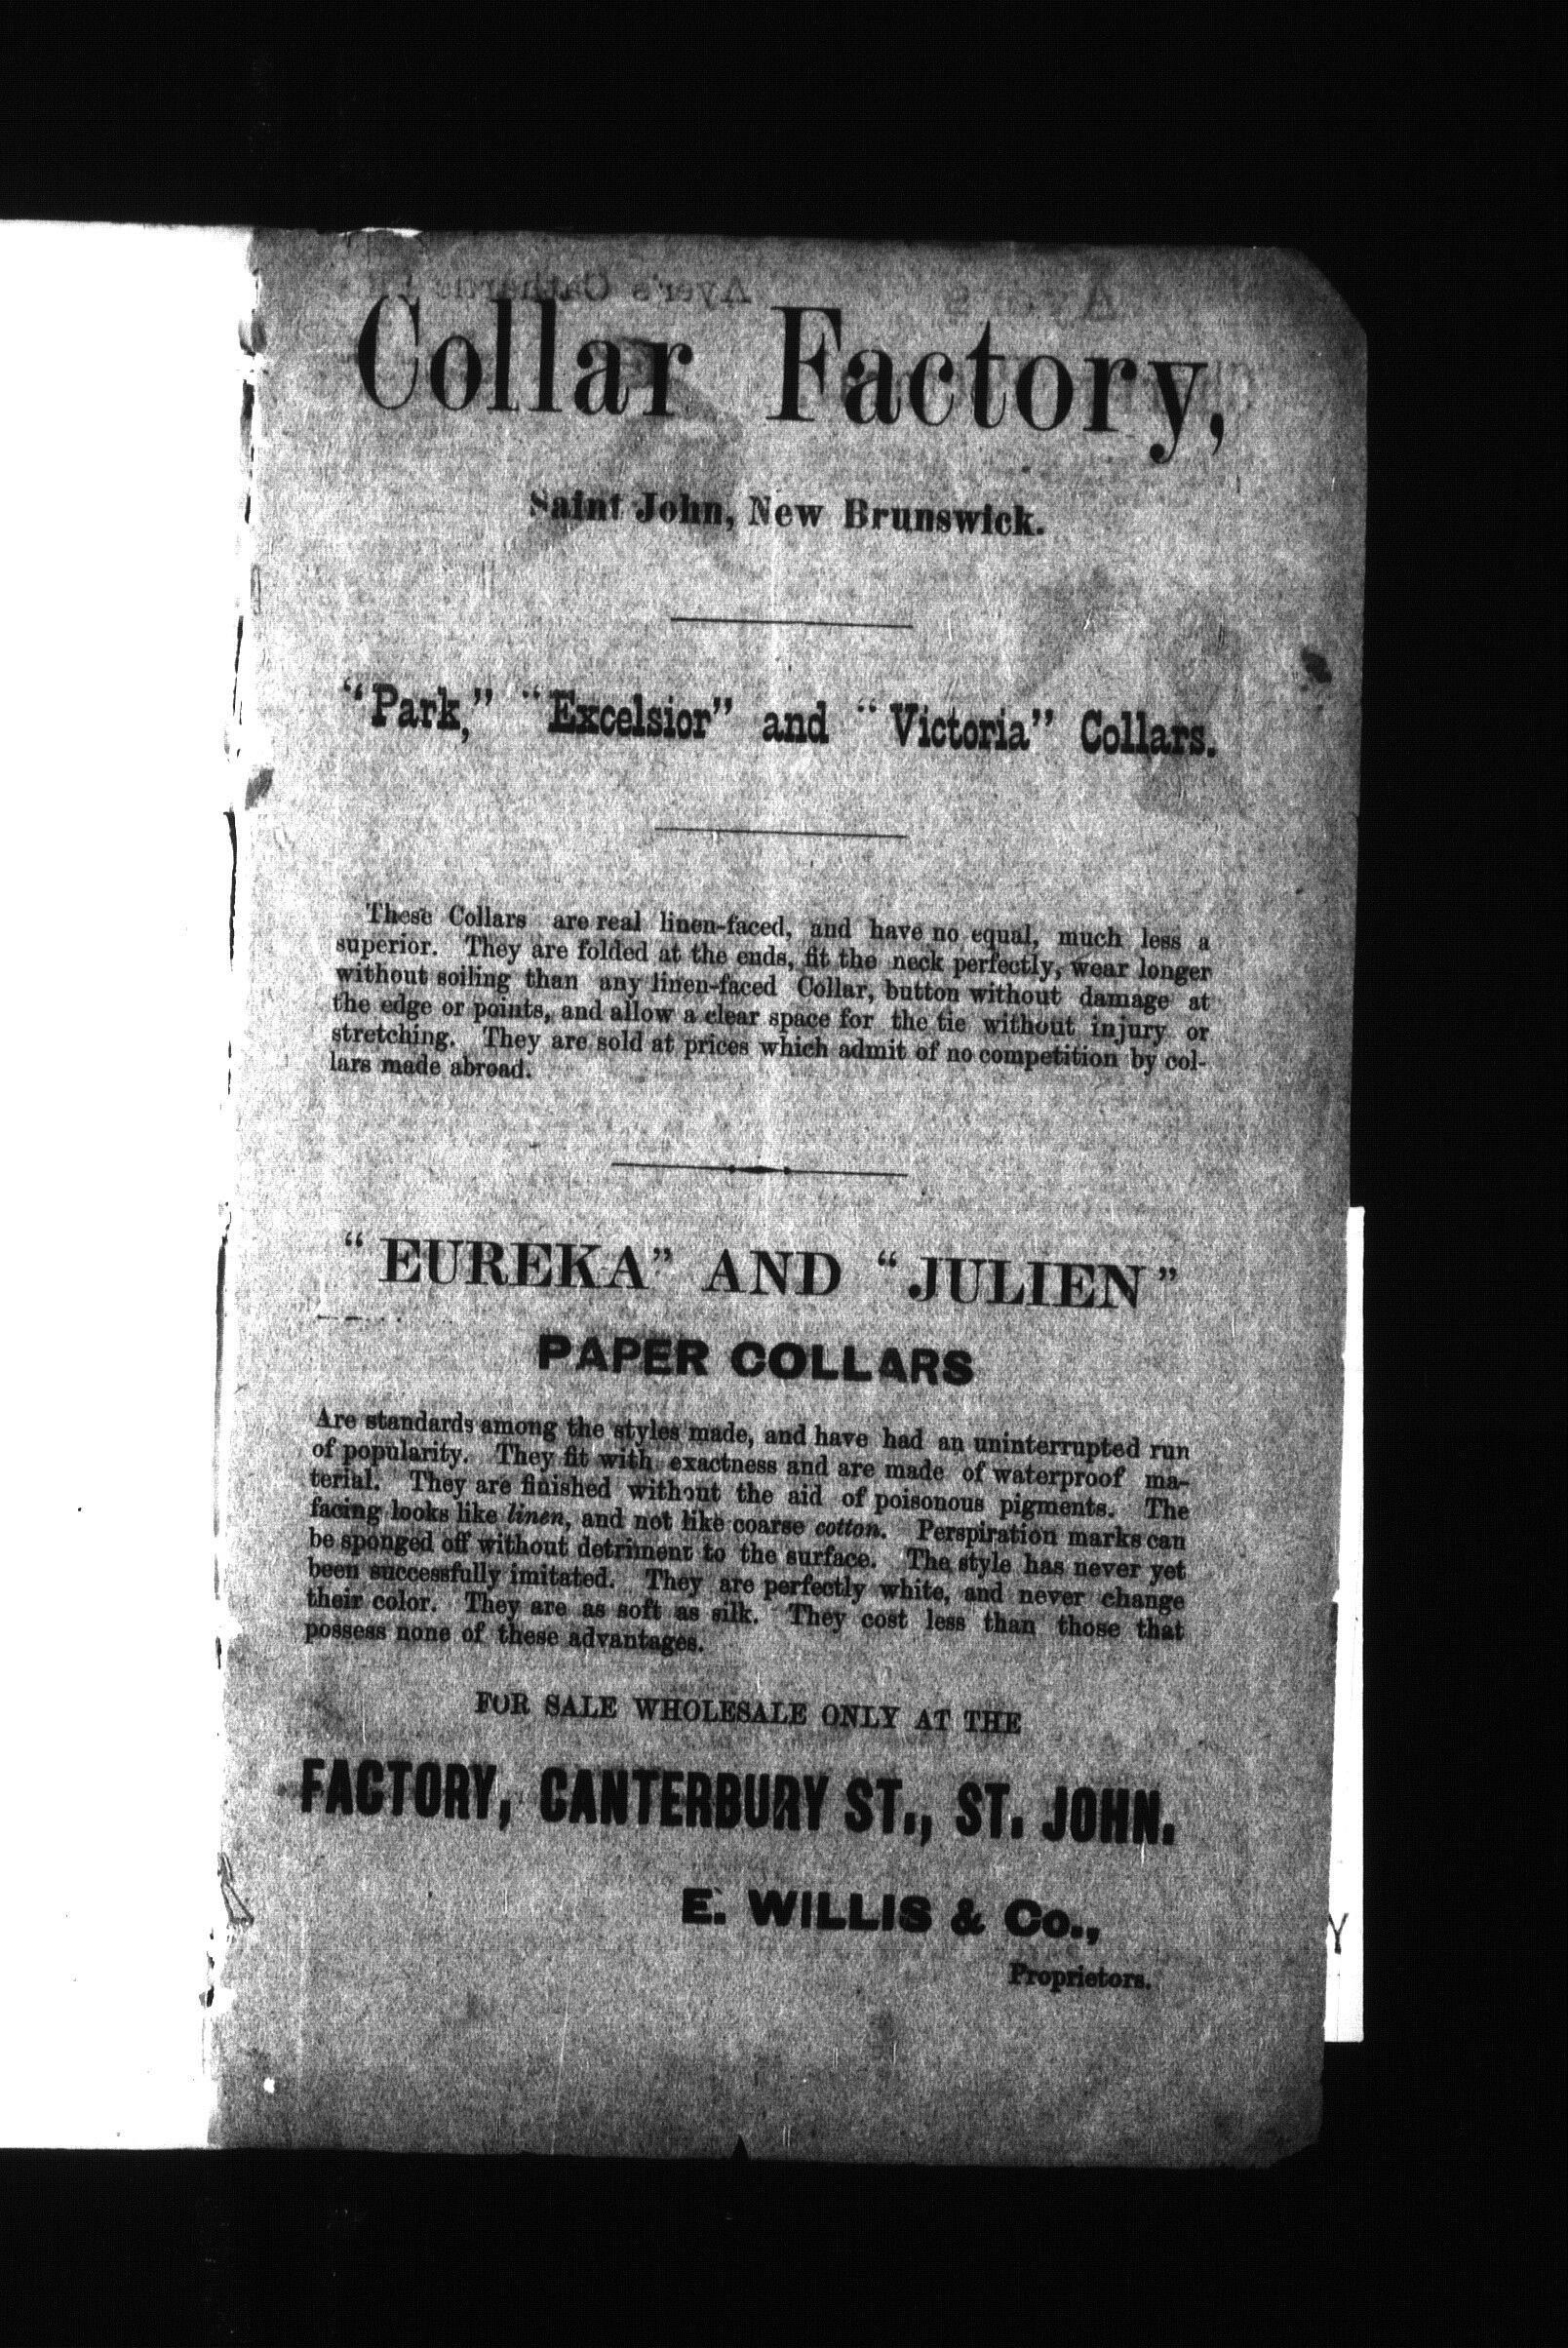 Collar Factory,
Saint John, New Brunswick.
"Park," "Excelsior" and "Victoria" Collars.
These Collars are real linen-faced, and have no equal, much less a
superior. They are folded at the ends, fit the neck perfectly, wear longer
without soiling than any linen-faced Collar, button without damage at
the edge or points, and allow a clear space for the tie without injury or
stretching. They are sold at prices which admit of no competition by col-
lars made abroad.
"EUREKA" AND "JULIEN"
PAPER COLLARS
Are standards among the styles made, and have had an uninterrupted run
of popularity. They fit with exactness and are made of waterproof ma-
terial. They are finished without the aid of poisonous pigments. The
facing looks like linen, and not like coarse cotton. Perspiration marks can
be sponged off without detriment to the surface. The style has never yet
been successfully imitated. They are perfectly white, and never change
their color. They are as soft as silk. They cost less than those that
possess none of these advantages.
FOR SALE WHOLESALE ONLY AT THE
FACTORY, CANTERBURY ST., ST. JOHN.
E. WILLIS & Co.,
Proprietors.